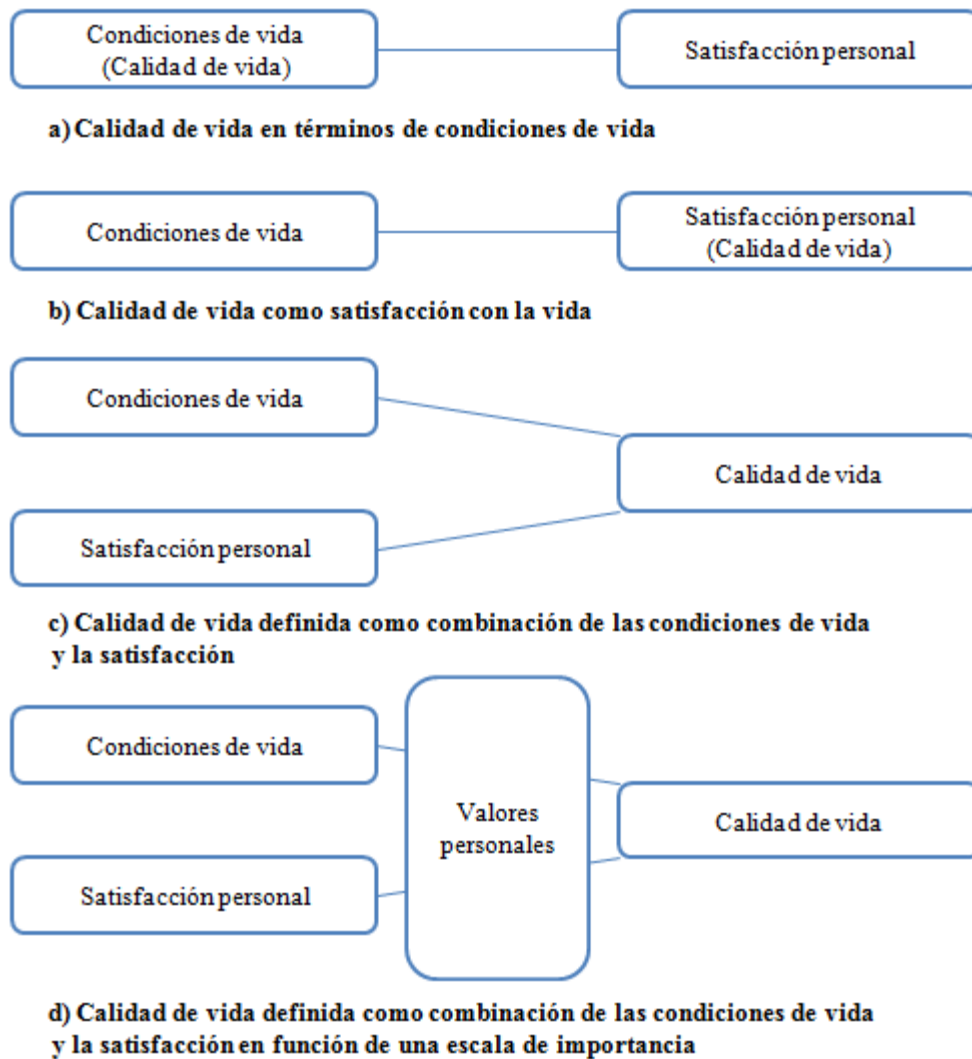 Condiciones de vida
(Calidad de vida)
Satisfacción personal
a) Calidad de vida en términos de condiciones de vida
Condiciones de vida
Satisfacción personal
(Calidad de vida)
b) Calidad de vida como satisfacción con la vida
Condiciones de vida
Calidad de vida
Satisfacción personal
c) Calidad de vida definida como combinación de las condiciones de vida
y la satisfacción
Condiciones de vida
Valores
personales
Calidad de vida
Satisfacción personal
d) Calidad de vida definida como combinación de las condiciones de vida
y la satisfacción en función de una escala de importancia